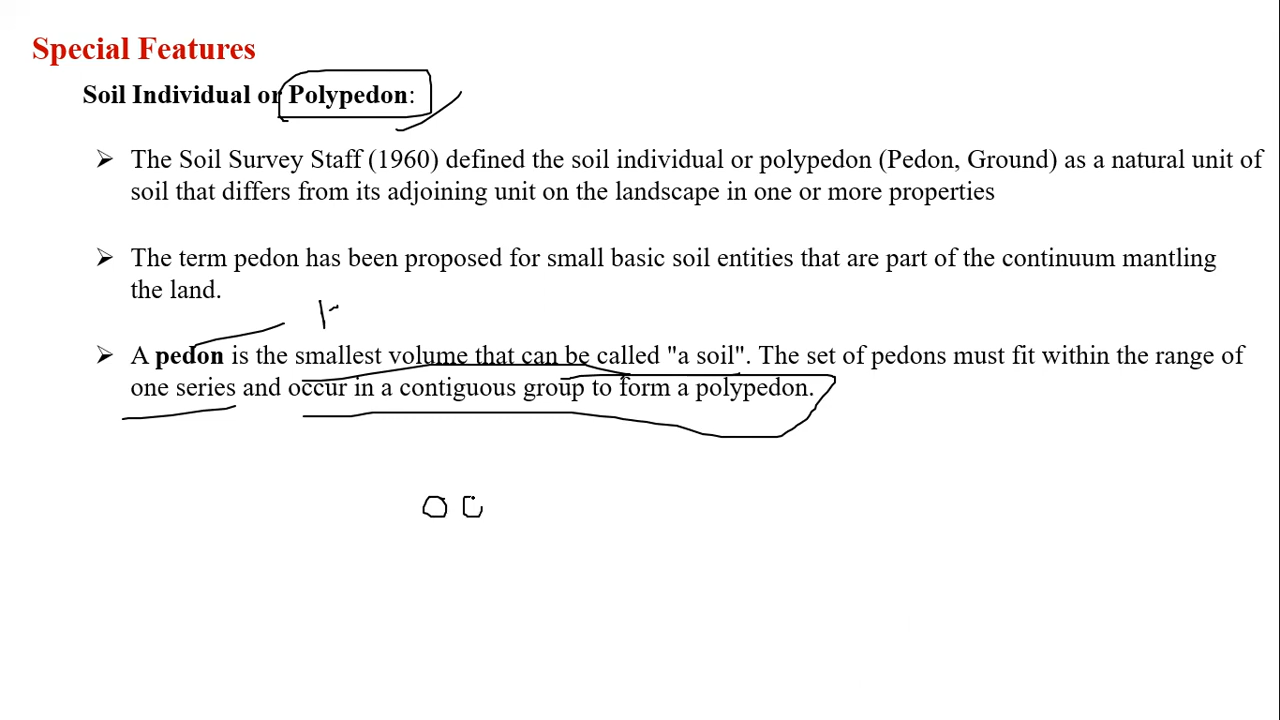 Special Features
Soil Individual or Polypedon:
➢ The Soil Survey Staff (1960) defined the soil individual or polypedon (Pedon, Ground) as a natural unit of
soil that differs from its adjoining unit on the landscape in one or more properties
➢ The term pedon has been proposed for small basic soil entities that are part of the continuum mantling
the land.
➢ A pedon is the smallest volume that can be called "a soil". The set of pedons must fit within the range of
one series and occur in a contiguous group to form a polypedon.